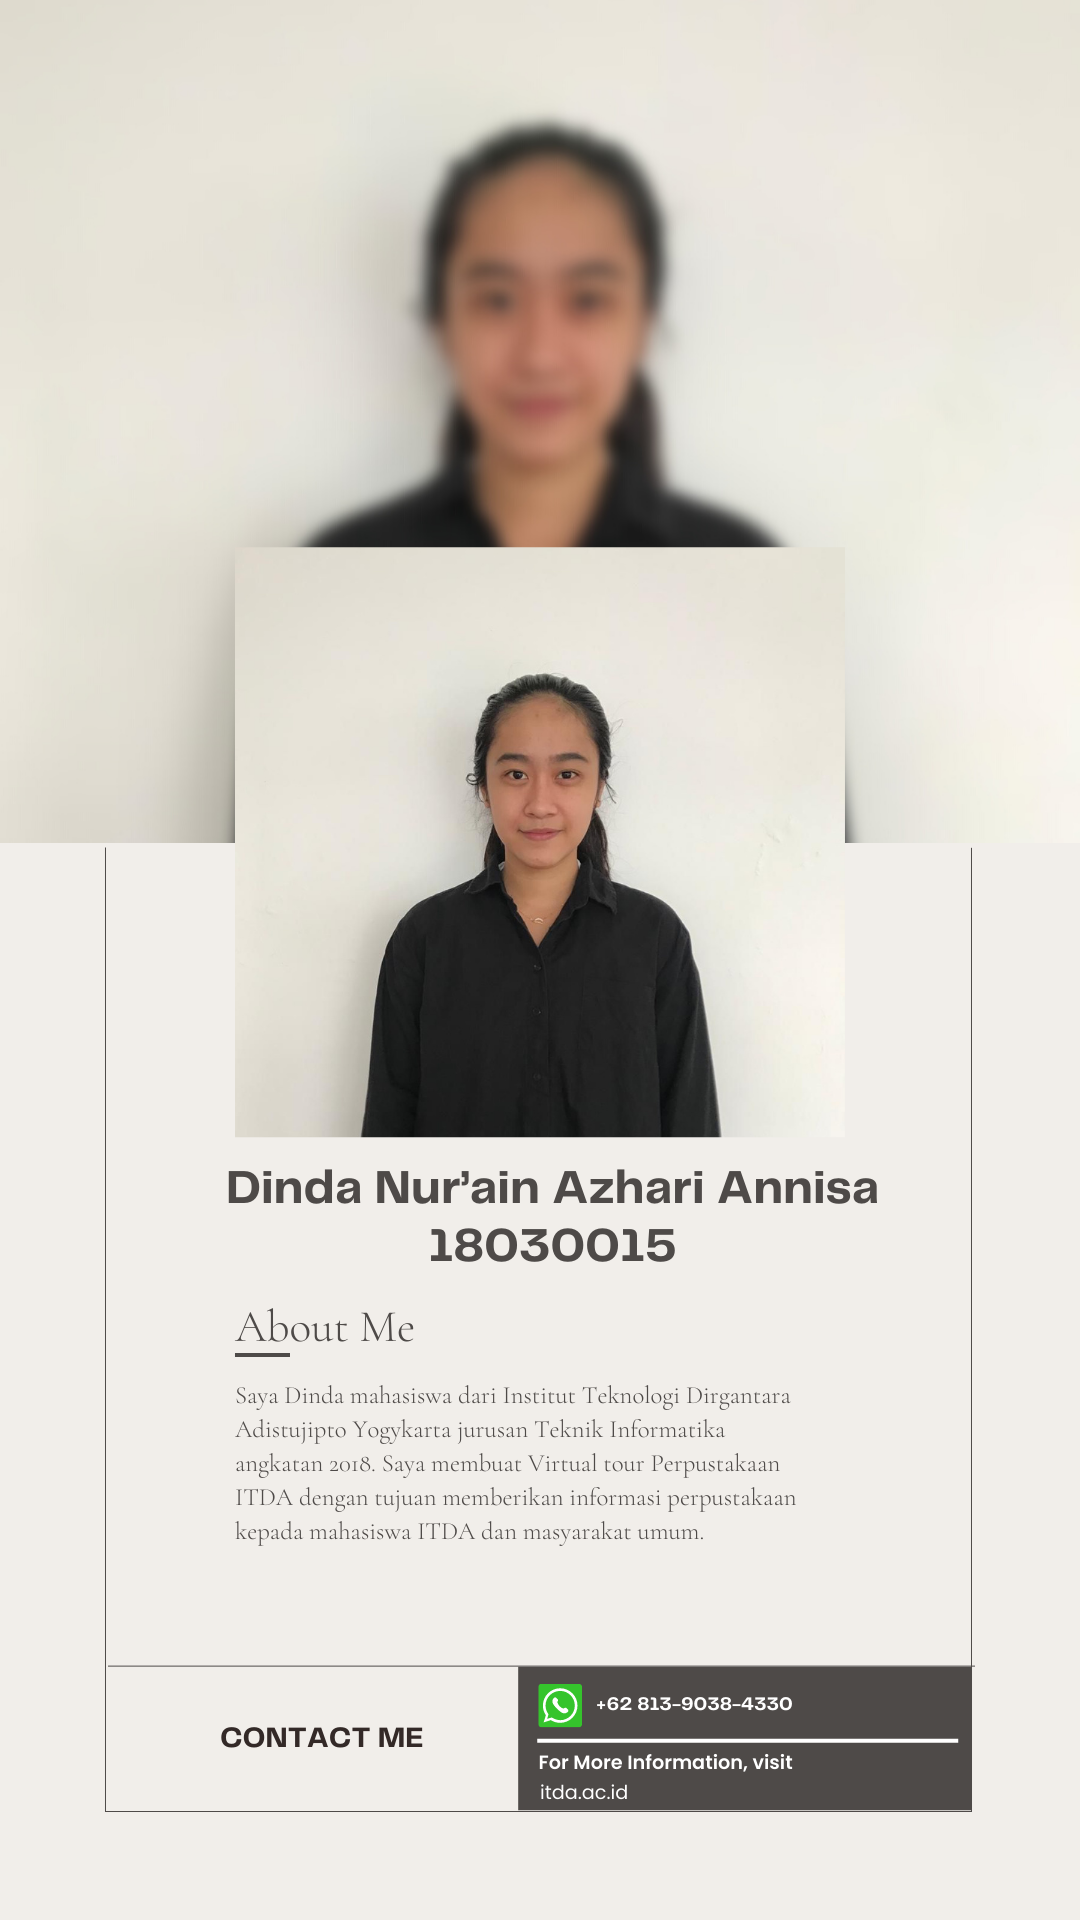 Dinda Nur’ain Azhari Annisa
18030015
About Me
Saya Dinda mahasiswa dari Institut Teknologi Dirgantara
Adistujipto Yogykarta jurusan Teknik Informatika
angkatan 2018. Saya membuat Virtual tour Perpustakaan
ITDA dengan tujuan memberikan informasi perpustakaan
kepada mahasiswa ITDA dan masyarakat umum.
CONTACT ME
+62 813-9038-4330
For More Information, visit
itda.ac.id